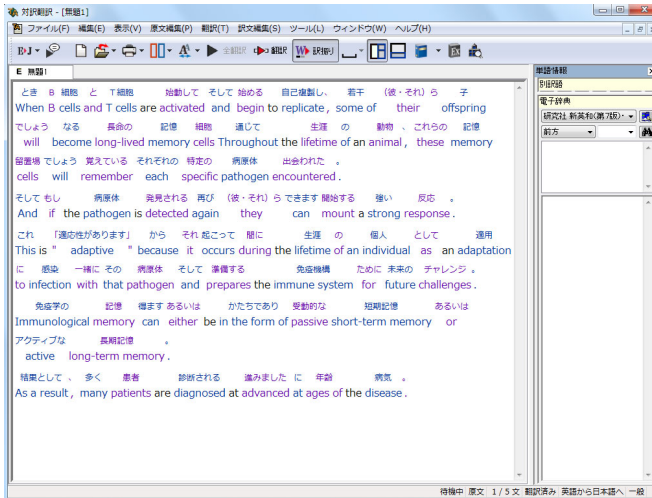 対訳翻訳 - [無題1]
ファイル(F) 編集(E) 表示(V) 原文編集(P) 翻訳(T) 訳文編集(S) ツール(L) ウィンドウ(W) ヘルプ(H)
E▸J 全翻訳 翻訳 訳振り
E 無題1
とき B 細胞 と T細胞 始動して そして 始める 自己複製し、 若干 (彼・それ)ら 子
When B cells and T cells are activated and begin to replicate, some of their offspring
でしょう なる 長命の 記憶 細胞 通じて 生涯 の 動物 、 これらの 記憶
will become long-lived memory cells Throughout the lifetime of an animal, these memory
留置場 でしょう 覚えている それぞれの 特定の 病原体 出会われた 。
cells will remember each specific pathogen encountered.
そして もし 病原体 発見される 再び (彼・それ)ら できます 開始する 強い 反応 。
And if the pathogen is detected again they can mount a strong response.
これ 「適応性があります」 から それ 起こって 間に 生涯 の 個人 として 適用
This is " adaptive " because it occurs during the lifetime of an individual as an adaptation
に 感染 一緒に その 病原体 そして 準備する 免疫機構 ために 未来の チャレンジ 。
to infection with that pathogen and prepares the immune system for future challenges.
免疫学の 記憶 得ます あるいは かたちであり 受動的な 短期記憶 あるいは
Immunological memory can either be in the form of passive short-term memory or
アクティブな 長期記憶 。
active long-term memory.
結果として 、 多く 患者 診断される 進みました に 年齢 病気 。
As a result, many patients are diagnosed at advanced at ages of the disease.
単語情報
別訳語
電子辞典
研究社 新英和(第7版)・
前方
待機中 原文 1 / 5 文 翻訳済み 英語から日本語へ 一般